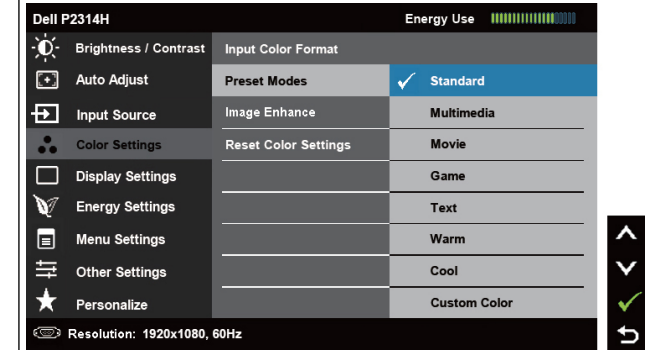 Dell P2314H Energy Use
Brightness / Contrast Input Color Format
Auto Adjust Preset Modes Standard
Input Source Image Enhance Multimedia
Color Settings Reset Color Settings Movie
Display Settings Game
Energy Settings Text
Menu Settings Warm
Other Settings Cool
Personalize Custom Color
Resolution: 1920x1080, 60Hz